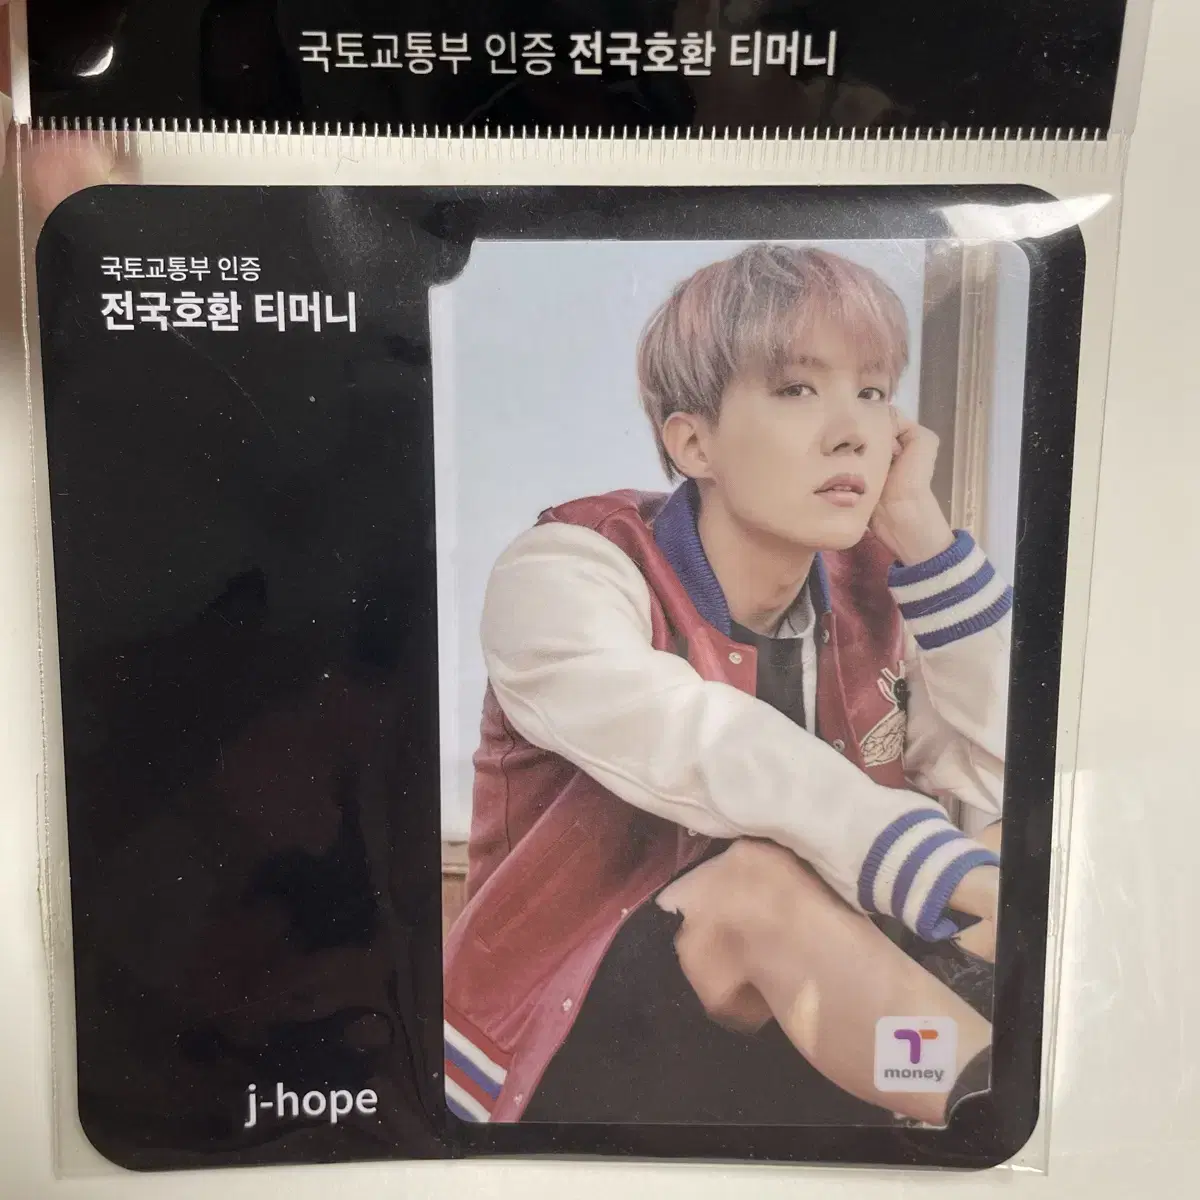 국토교통부 인증 전국호환 티머니
국토교통부 인증
전국호환 티머니
T
money
j-hope